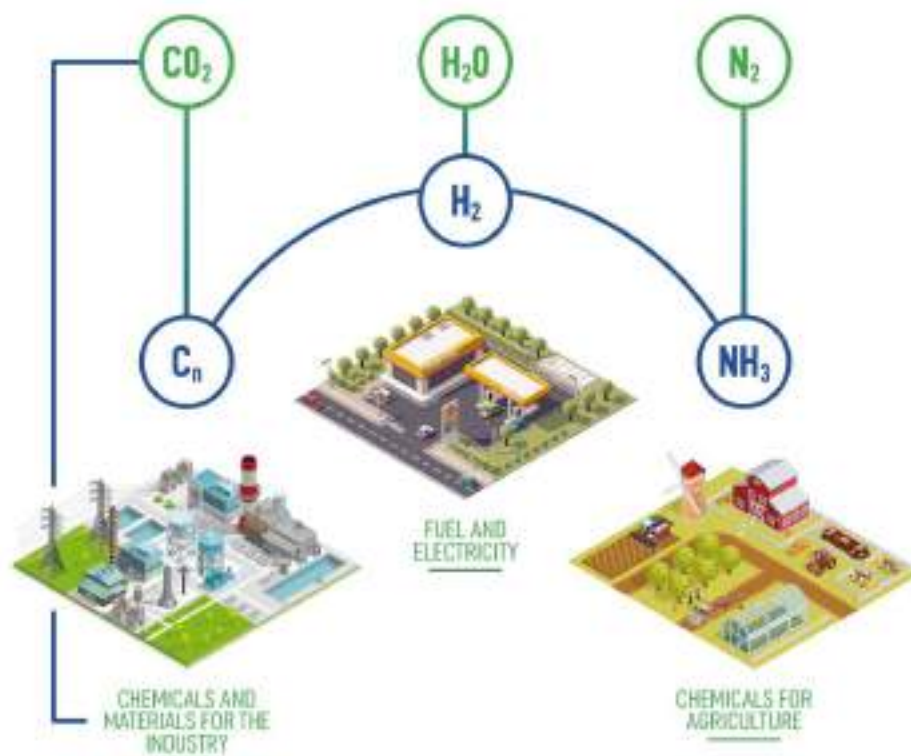 CO₂
H₂O
N₂
H₂
Cₙ
NH₃
FUEL AND
ELECTRICITY
CHEMICALS AND
MATERIALS FOR THE
INDUSTRY
CHEMICALS FOR
AGRICULTURE